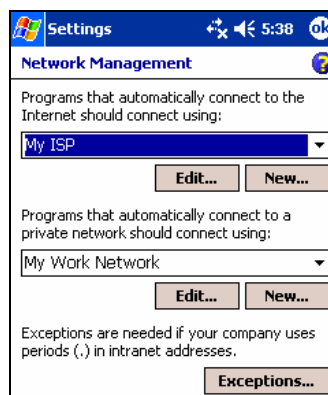 Settings 5:38 ok
Network Management ?
Programs that automatically connect to the
Internet should connect using:
My ISP
Edit... New...
Programs that automatically connect to a
private network should connect using:
My Work Network
Edit... New...
Exceptions are needed if your company uses
periods (.) in intranet addresses.
Exceptions...